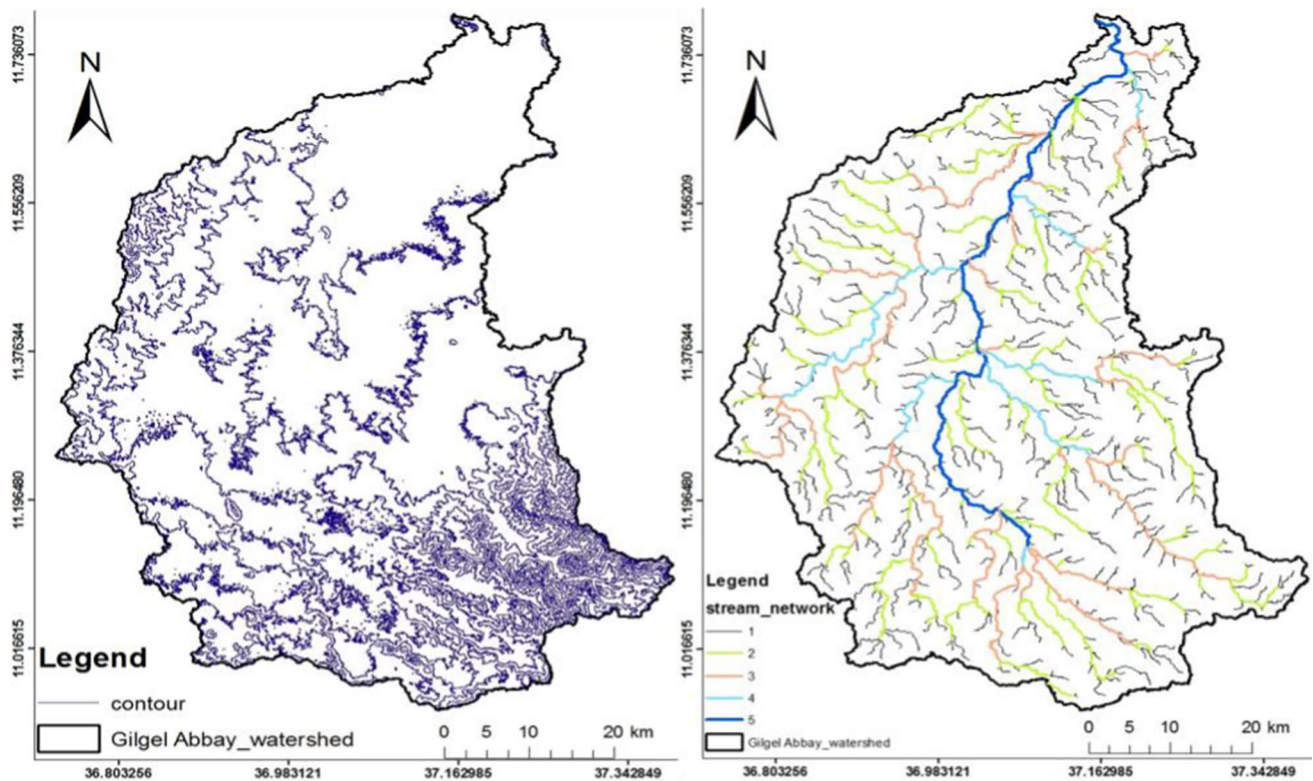 N
11.736073
11.556209
11.376344
11.196480
11.016615
Legend
contour
Gilgel Abbay_watershed
0 5 10 20 km
36.803256 36.983121 37.162985 37.342849
N
11.736073
11.556209
11.376344
11.196480
11.016615
Legend
stream_network
1
2
3
4
5
Gilgel Abbay_watershed
0 5 10 20 km
36.803256 36.983121 37.162985 37.342849